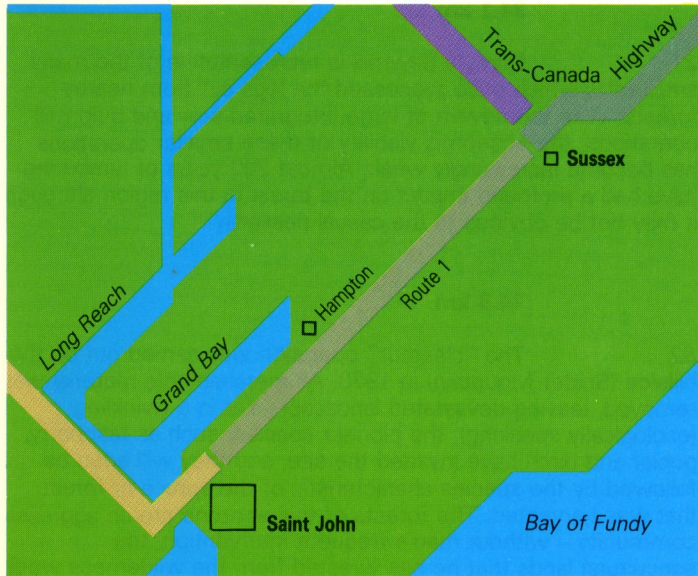 Trans-Canada Highway
Sussex
Hampton
Route 1
Long Reach
Grand Bay
Saint John
Bay of Fundy